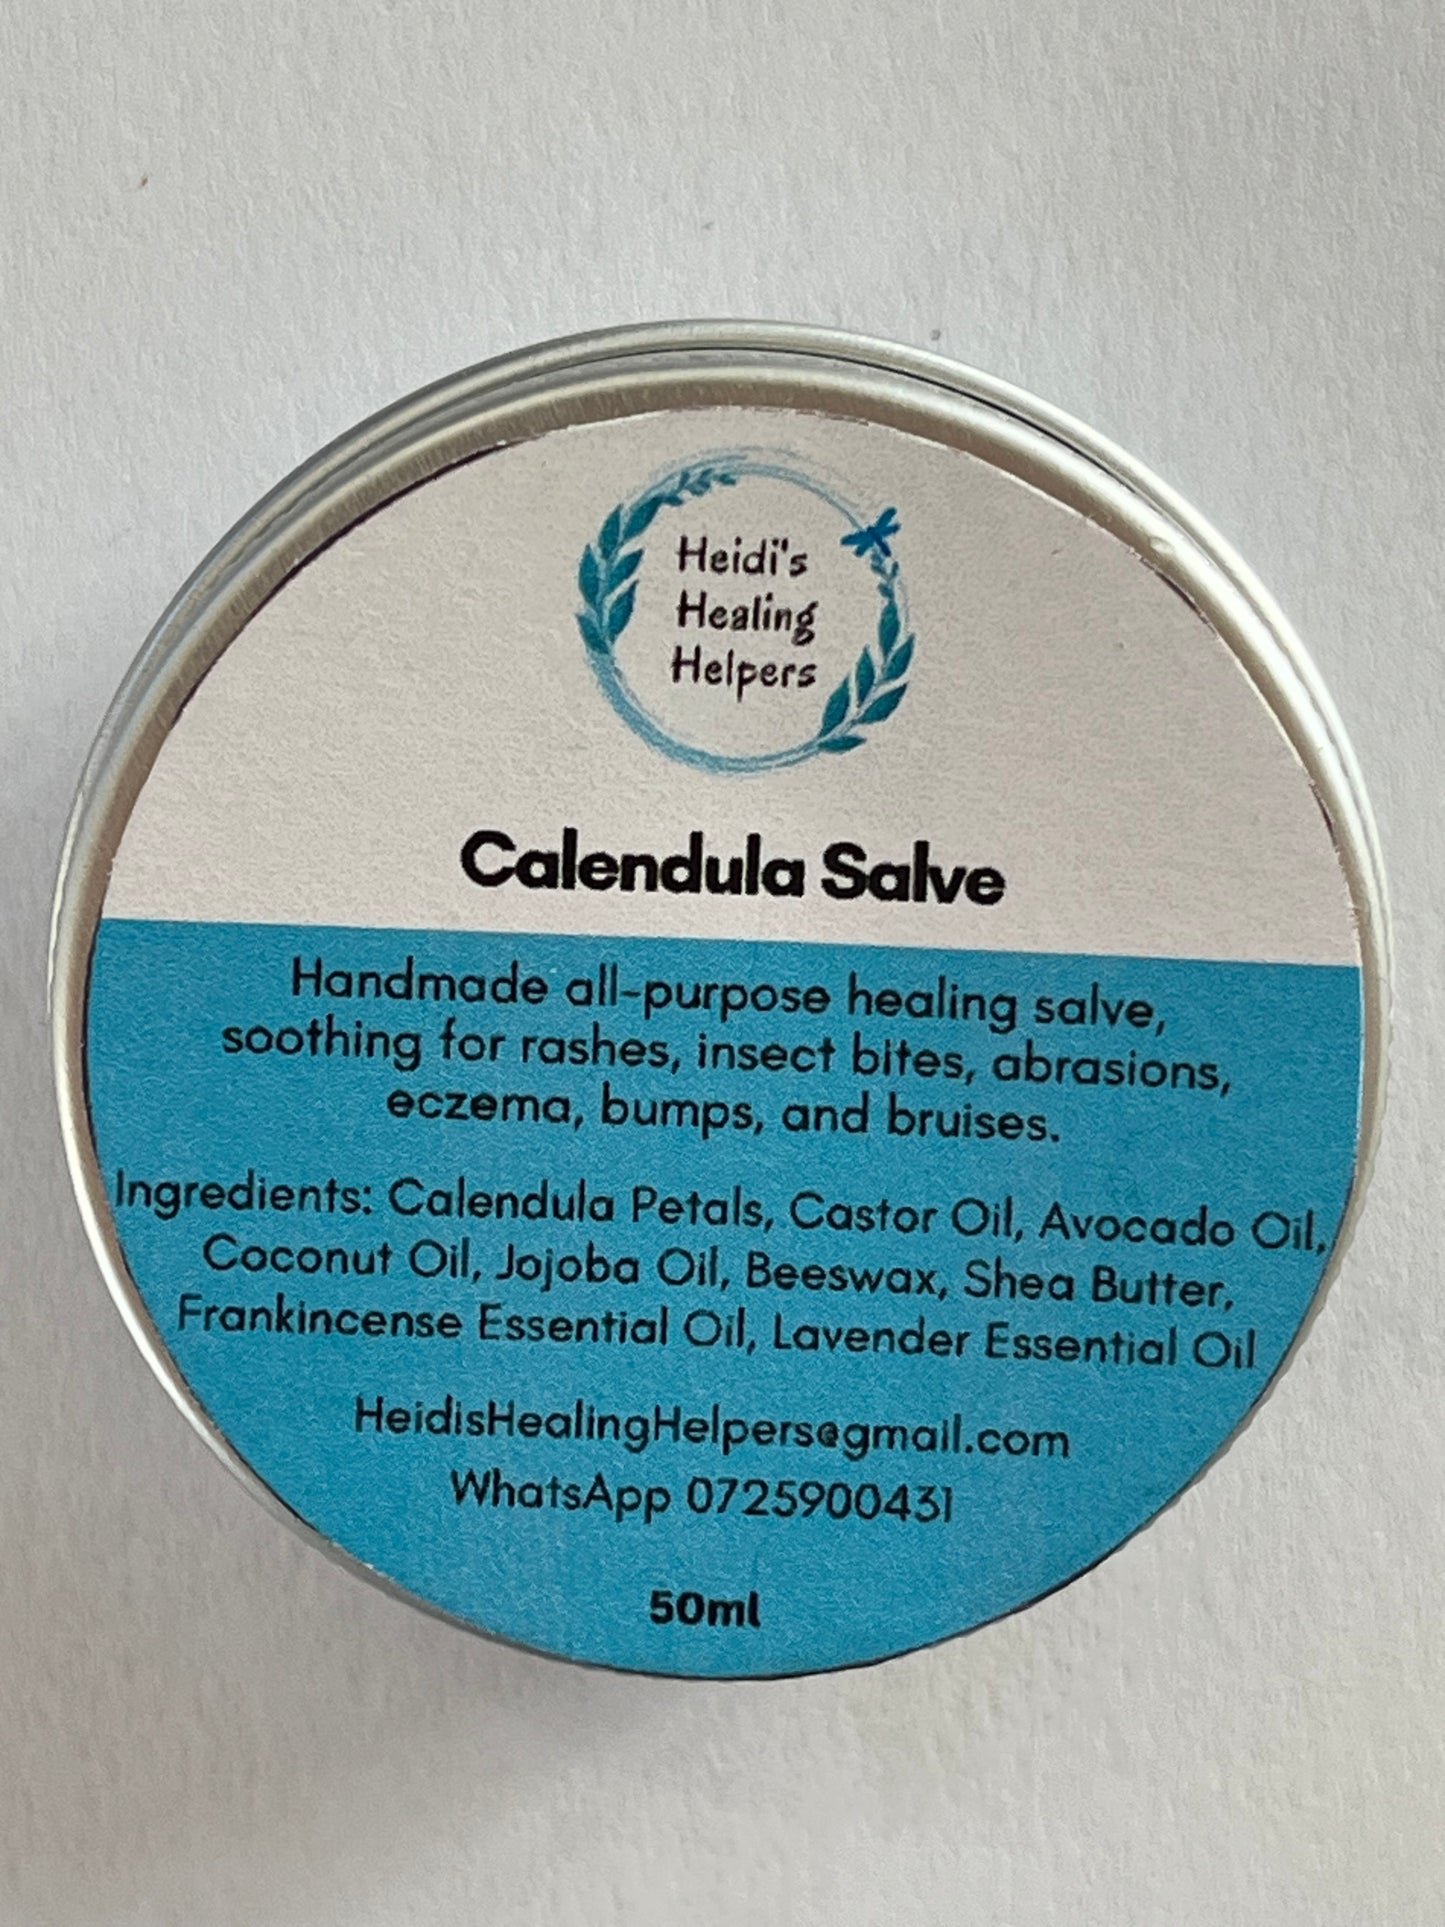 Heidi's
Healing
Helpers
Calendula Salve
Handmade all-purpose healing salve,
soothing for rashes, insect bites, abrasions,
eczema, bumps, and bruises.
Ingredients: Calendula Petals, Castor Oil, Avocado Oil,
Coconut Oil, Jojoba Oil, Beeswax, Shea Butter,
Frankincense Essential Oil, Lavender Essential Oil
HeidisHealingHelpers@gmail.com
WhatsApp 0725900431
50ml